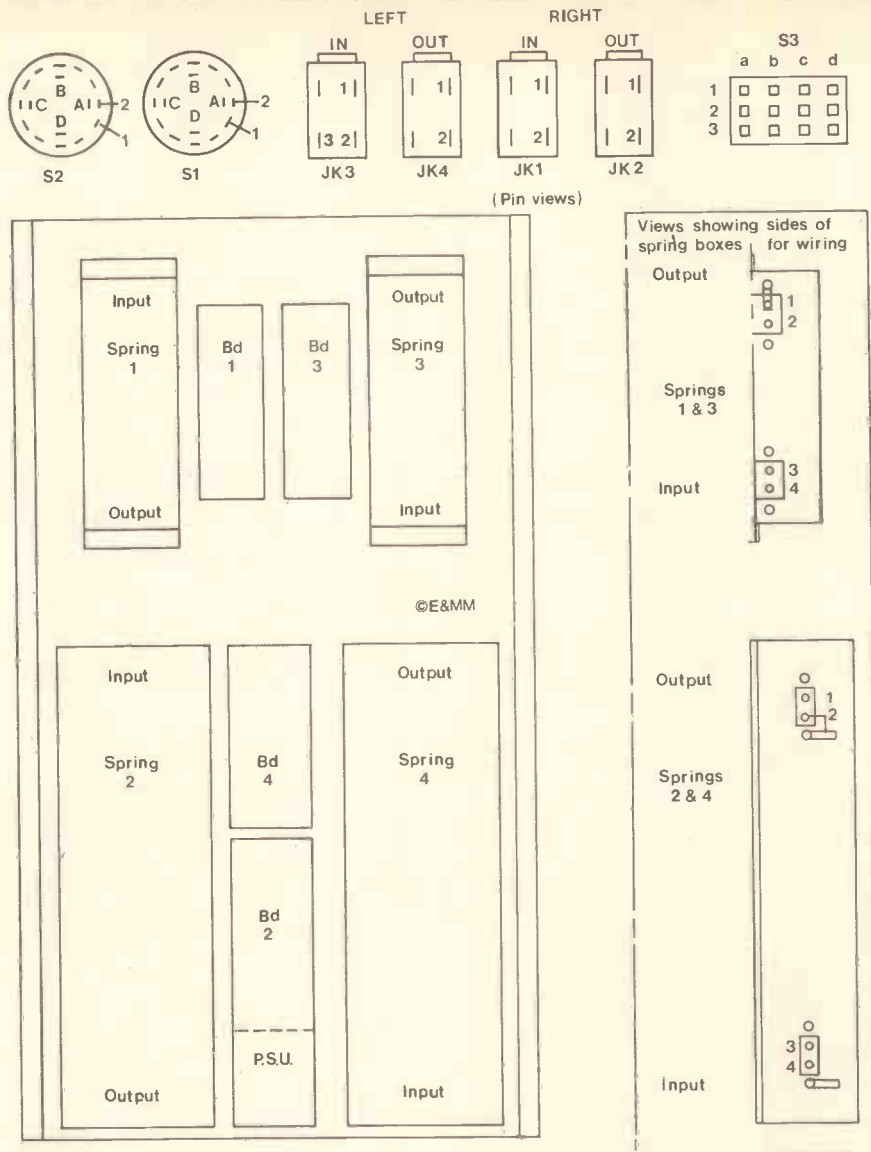 LEFT RIGHT
IN OUT IN OUT S3
a b c d
B
C A 2
D
1
S2
B
C A 2
D
1
S1
1
3 2
JK3
1
2
JK4
1
2
JK1
1
2
JK2
1
2
3
(Pin views)
Input
Spring
1
Output
Bd
1
Bd
3
Output
Spring
3
Input
©E&MM
Input
Spring
2
Output
Bd
4
Bd
2
P.S.U.
Output
Spring
4
Input
Views showing sides of
spring boxes for wiring
Output
1
2
Springs
1 & 3
Input
3
4
Output
1
2
Springs
2 & 4
Input
3
4